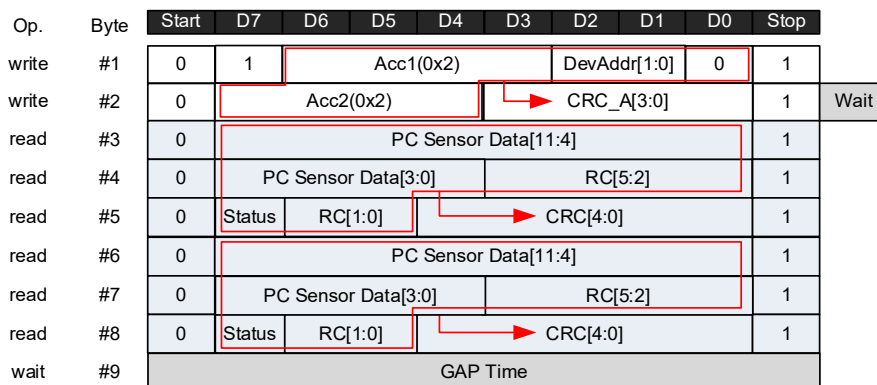 Op. Byte Start D7 D6 D5 D4 D3 D2 D1 D0 Stop
write #1 0 1 Acc1(0x2) DevAddr[1:0] 0 1
write #2 0 Acc2(0x2) CRC_A[3:0] 1 Wait
read #3 0 PC Sensor Data[11:4] 1
read #4 0 PC Sensor Data[3:0] RC[5:2] 1
read #5 0 Status RC[1:0] CRC[4:0] 1
read #6 0 PC Sensor Data[11:4] 1
read #7 0 PC Sensor Data[3:0] RC[5:2] 1
read #8 0 Status RC[1:0] CRC[4:0] 1
wait #9 GAP Time